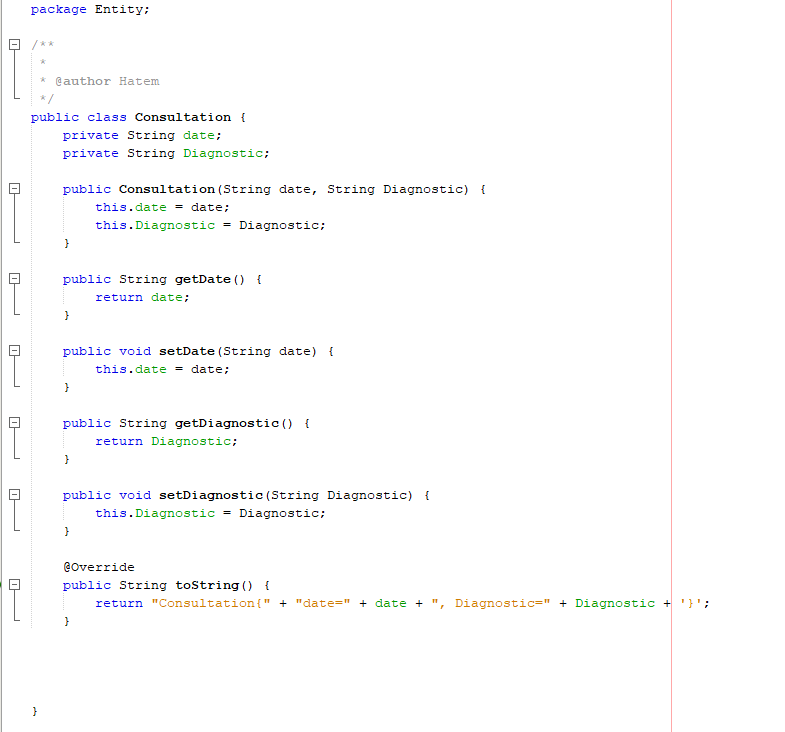 package Entity;
/**
 *
 * @author Hatem
 */
public class Consultation {
    private String date;
    private String Diagnostic;
    public Consultation(String date, String Diagnostic) {
        this.date = date;
        this.Diagnostic = Diagnostic;
    }
    public String getDate() {
        return date;
    }
    public void setDate(String date) {
        this.date = date;
    }
    public String getDiagnostic() {
        return Diagnostic;
    }
    public void setDiagnostic(String Diagnostic) {
        this.Diagnostic = Diagnostic;
    }
    @Override
    public String toString() {
        return "Consultation{" + "date=" + date + ", Diagnostic=" + Diagnostic + '}';
    }
}